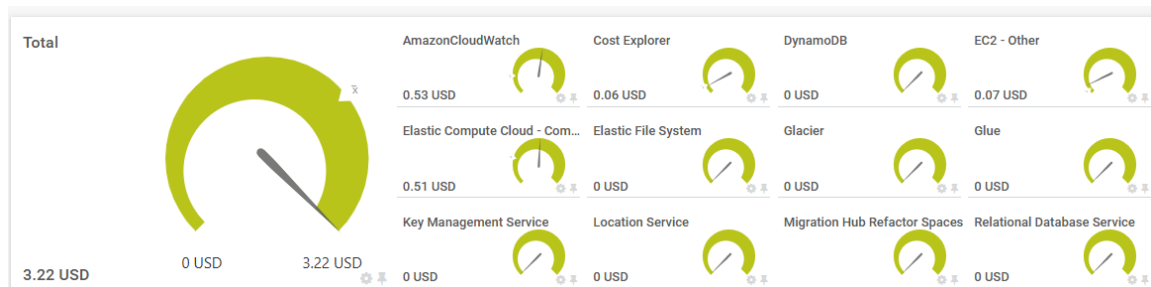 Total
0 USD
3.22 USD
3.22 USD
AmazonCloudWatch
0.53 USD
Cost Explorer
0.06 USD
DynamoDB
0 USD
EC2 - Other
0.07 USD
Elastic Compute Cloud - Com...
0.51 USD
Elastic File System
0 USD
Glacier
0 USD
Glue
0 USD
Key Management Service
0 USD
Location Service
0 USD
Migration Hub Refactor Spaces
0 USD
Relational Database Service
0 USD